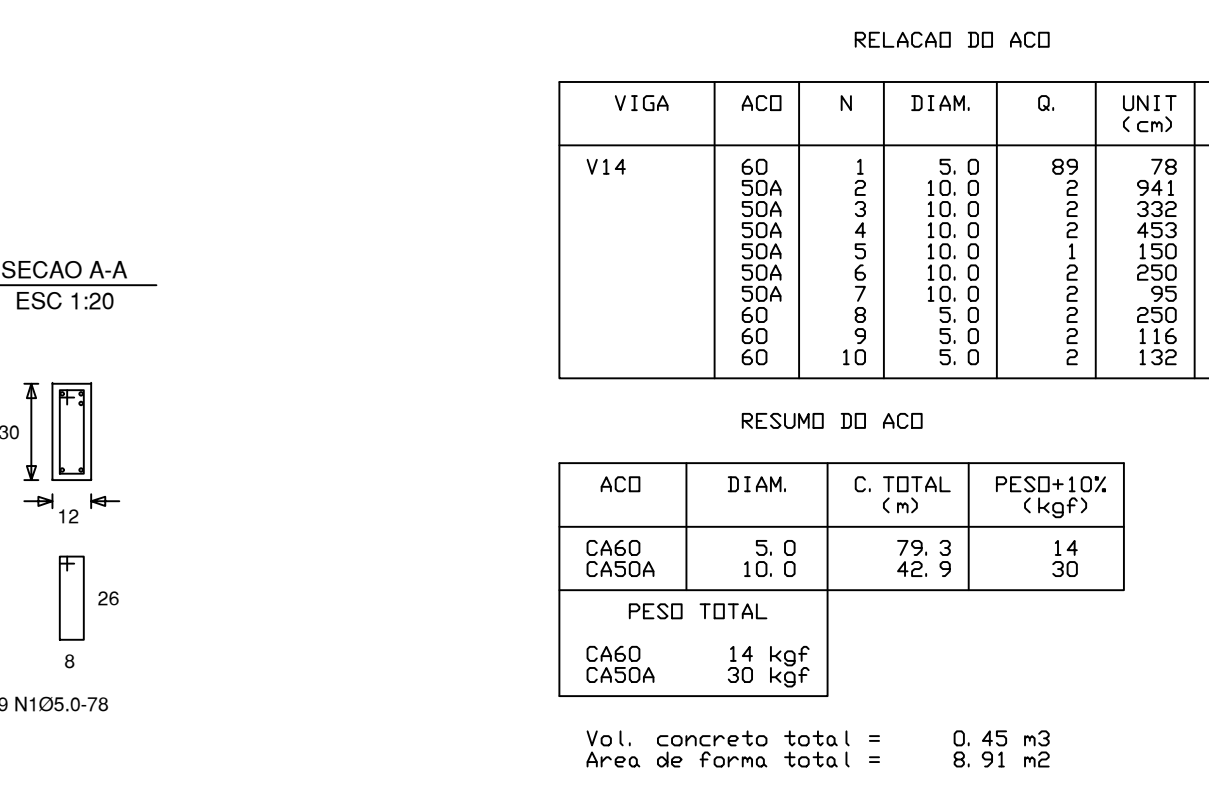 RELACAO DO ACO
VIGA ACO N DIAM. Q. UNIT
(cm)
V14 60 1 5.0 89 78
50A 2 10.0 2 941
50A 3 10.0 2 332
50A 4 10.0 2 453
50A 5 10.0 1 150
50A 6 10.0 2 250
50A 7 10.0 2 95
60 8 5.0 2 250
60 9 5.0 2 116
60 10 5.0 2 132
SECAO A-A
ESC 1:20
30
12
26
8
9 N1Ø5.0-78
RESUMO DO ACO
ACO DIAM. C. TOTAL PESO+10%
(m) (kgf)
CA60 5.0 79.3 14
CA50A 10.0 42.9 30
PESO TOTAL
CA60 14 kgf
CA50A 30 kgf
Vol. concreto total = 0.45 m3
Area de forma total = 8.91 m2